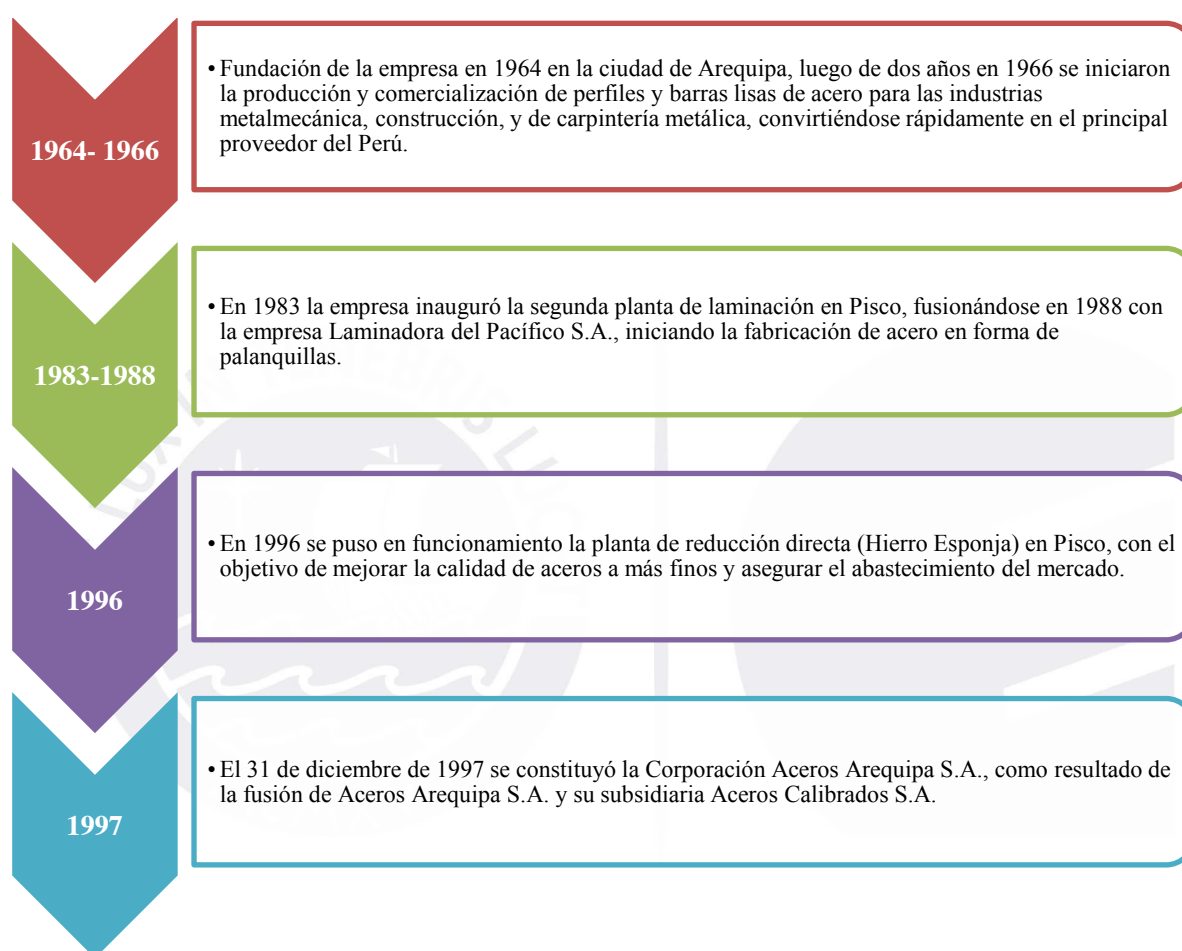 1964- 1966
• Fundación de la empresa en 1964 en la ciudad de Arequipa, luego de dos años en 1966 se iniciaron
la producción y comercialización de perfiles y barras lisas de acero para las industrias
metalmecánica, construcción, y de carpintería metálica, convirtiéndose rápidamente en el principal
proveedor del Perú.
1983-1988
• En 1983 la empresa inauguró la segunda planta de laminación en Pisco, fusionándose en 1988 con
la empresa Laminadora del Pacífico S.A., iniciando la fabricación de acero en forma de
palanquillas.
1996
• En 1996 se puso en funcionamiento la planta de reducción directa (Hierro Esponja) en Pisco, con el
objetivo de mejorar la calidad de aceros a más finos y asegurar el abastecimiento del mercado.
1997
• El 31 de diciembre de 1997 se constituyó la Corporación Aceros Arequipa S.A., como resultado de
la fusión de Aceros Arequipa S.A. y su subsidiaria Aceros Calibrados S.A.